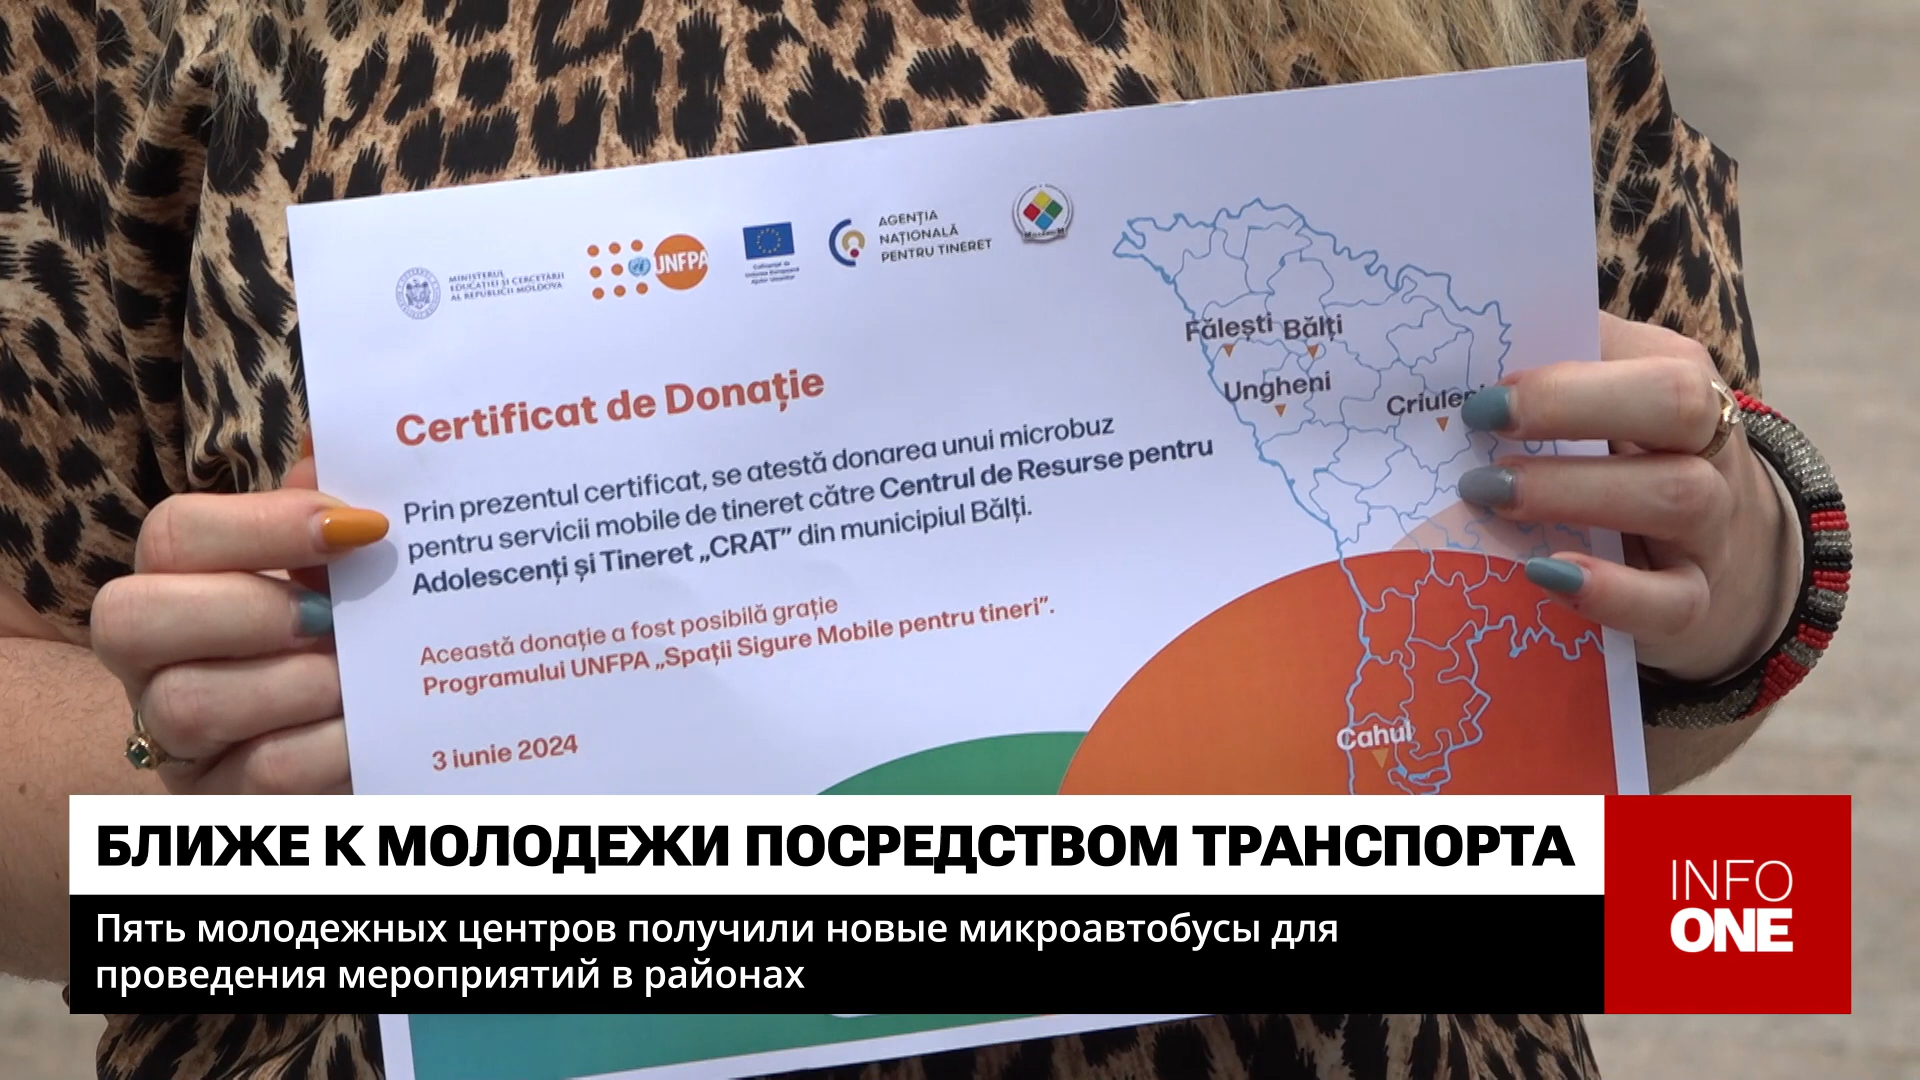 MINISTERUL
EDUCAȚIEI ȘI CERCETĂRII
AL REPUBLICII MOLDOVA
UNFPA
Cofinanțat de
Uniunea Europeană
AGENȚIA
NAȚIONALĂ
PENTRU TINERET
Fălești Bălți
Ungheni
Criuleni
Certificat de Donație
Prin prezentul certificat, se atestă donarea unui microbuz
pentru servicii mobile de tineret către Centrul de Resurse pentru
Adolescenți și Tineret „CRAT” din municipiul Bălți.
Această donație a fost posibilă grație
Programului UNFPA „Spații Sigure Mobile pentru tineri”.
3 iunie 2024
Cahul
БЛИЖЕ К МОЛОДЕЖИ ПОСРЕДСТВОМ ТРАНСПОРТА
Пять молодежных центров получили новые микроавтобусы для
проведения мероприятий в районах
INFO
ONE